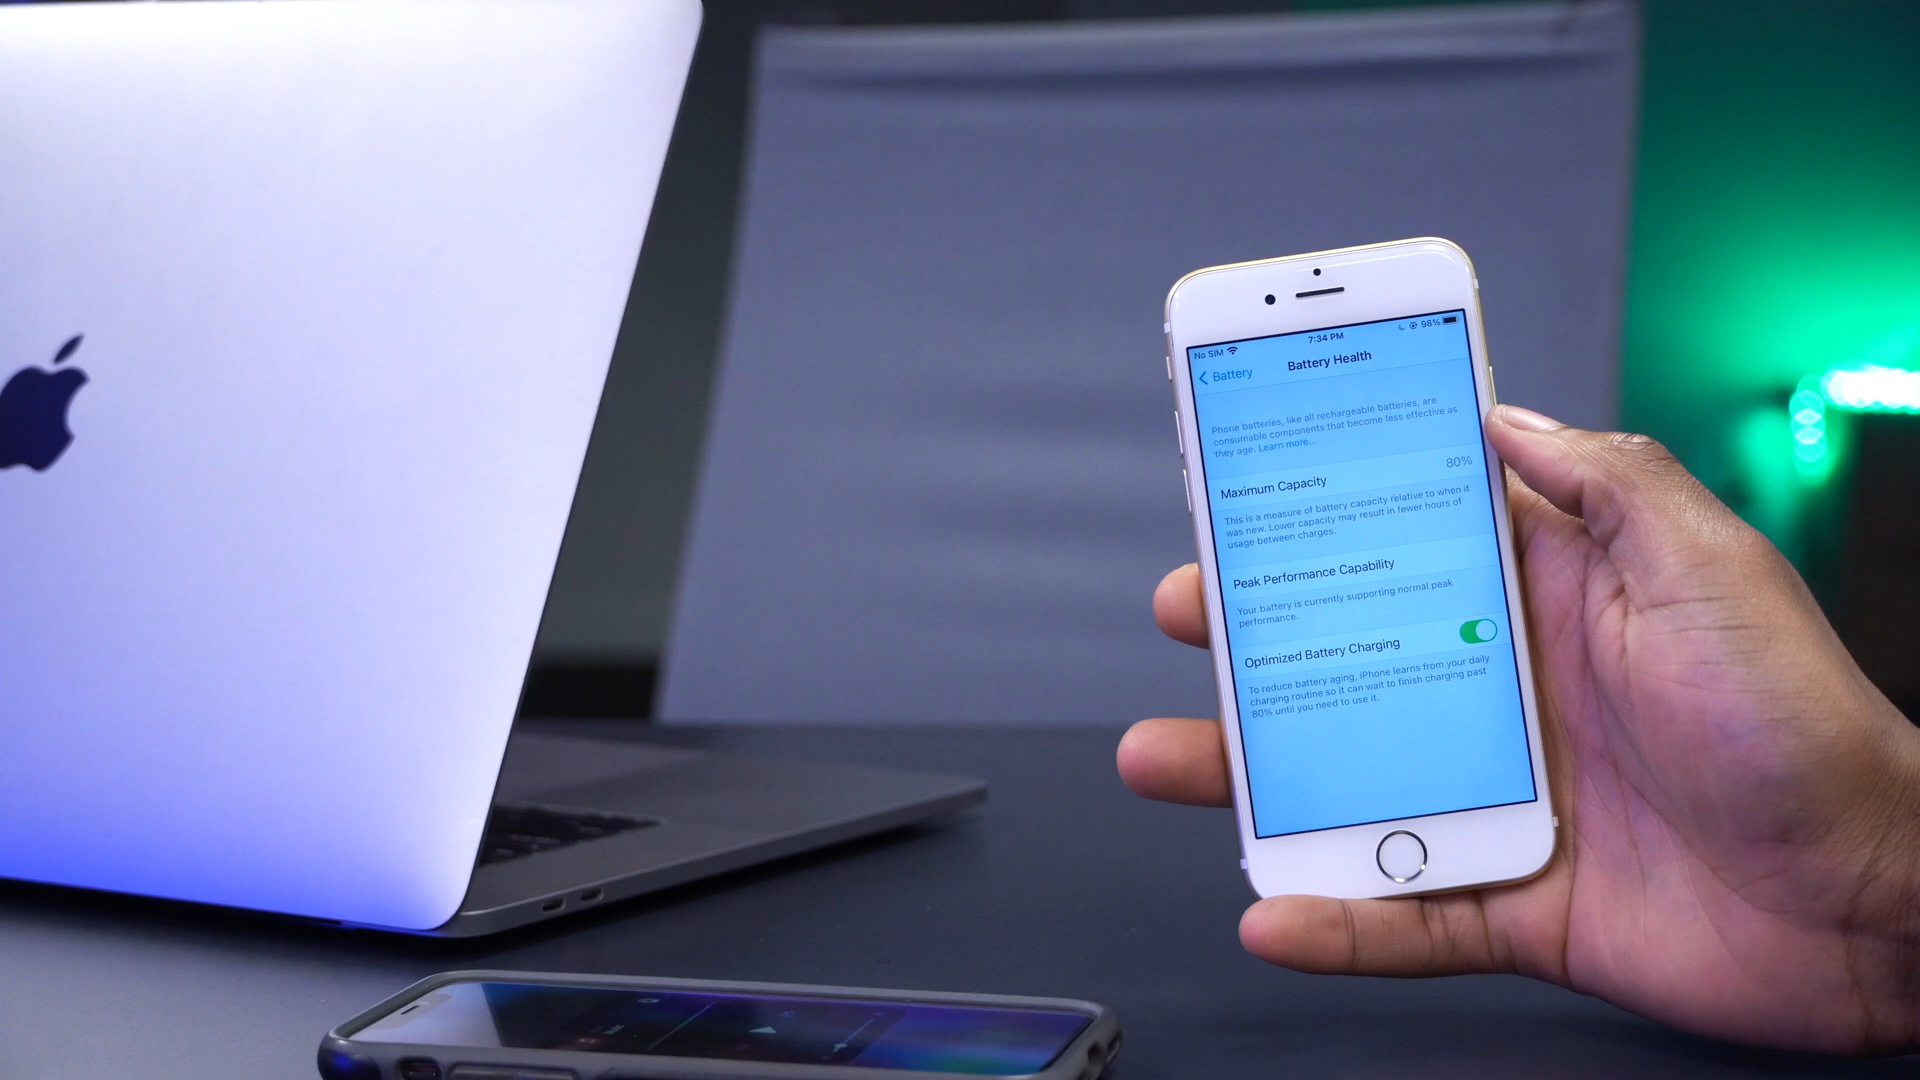 No SIM 7:34 PM 98%
Battery Battery Health
Phone batteries, like all rechargeable batteries, are
consumable components that become less effective as
they age. Learn more...
Maximum Capacity 80%
This is a measure of battery capacity relative to when it
was new. Lower capacity may result in fewer hours of
usage between charges.
Peak Performance Capability
Your battery is currently supporting normal peak
performance.
Optimized Battery Charging
To reduce battery aging, iPhone learns from your daily
charging routine so it can wait to finish charging past
80% until you need to use it.